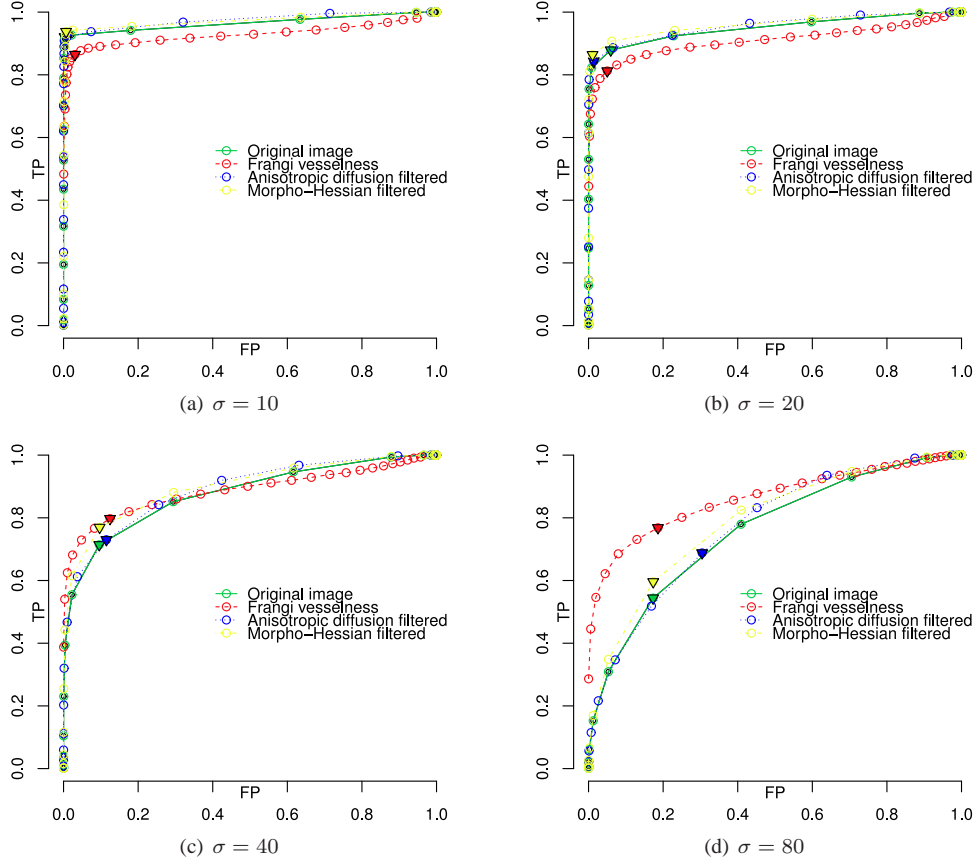 TP
1.0
0.8
0.6
0.4
0.2
0.0
Original image
Frangi vesselness
Anisotropic diffusion filtered
Morpho−Hessian filtered
0.0 0.2 0.4 0.6 0.8 1.0
FP
(a) σ = 10
TP
1.0
0.8
0.6
0.4
0.2
0.0
Original image
Frangi vesselness
Anisotropic diffusion filtered
Morpho−Hessian filtered
0.0 0.2 0.4 0.6 0.8 1.0
FP
(b) σ = 20
TP
1.0
0.8
0.6
0.4
0.2
0.0
Original image
Frangi vesselness
Anisotropic diffusion filtered
Morpho−Hessian filtered
0.0 0.2 0.4 0.6 0.8 1.0
FP
(c) σ = 40
TP
1.0
0.8
0.6
0.4
0.2
0.0
Original image
Frangi vesselness
Anisotropic diffusion filtered
Morpho−Hessian filtered
0.0 0.2 0.4 0.6 0.8 1.0
FP
(d) σ = 80